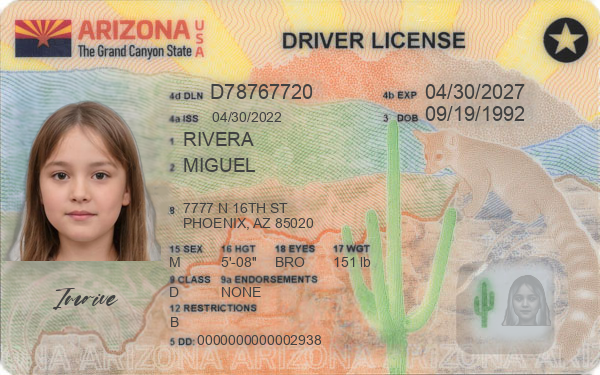 ARIZONA USA
The Grand Canyon State
DRIVER LICENSE
4d DLN D78767720
4b EXP 04/30/2027
4a ISS 04/30/2022
3 DOB 09/19/1992
1 RIVERA
2 MIGUEL
8 7777 N 16TH ST
PHOENIX, AZ 85020
15 SEX 16 HGT 18 EYES 17 WGT
M 5'-08" BRO 151 lb
9 CLASS 9a ENDORSEMENTS
D NONE
12 RESTRICTIONS
B
5 DD: 0000000000002938
ARIZONA ARIZONA ARIZONA